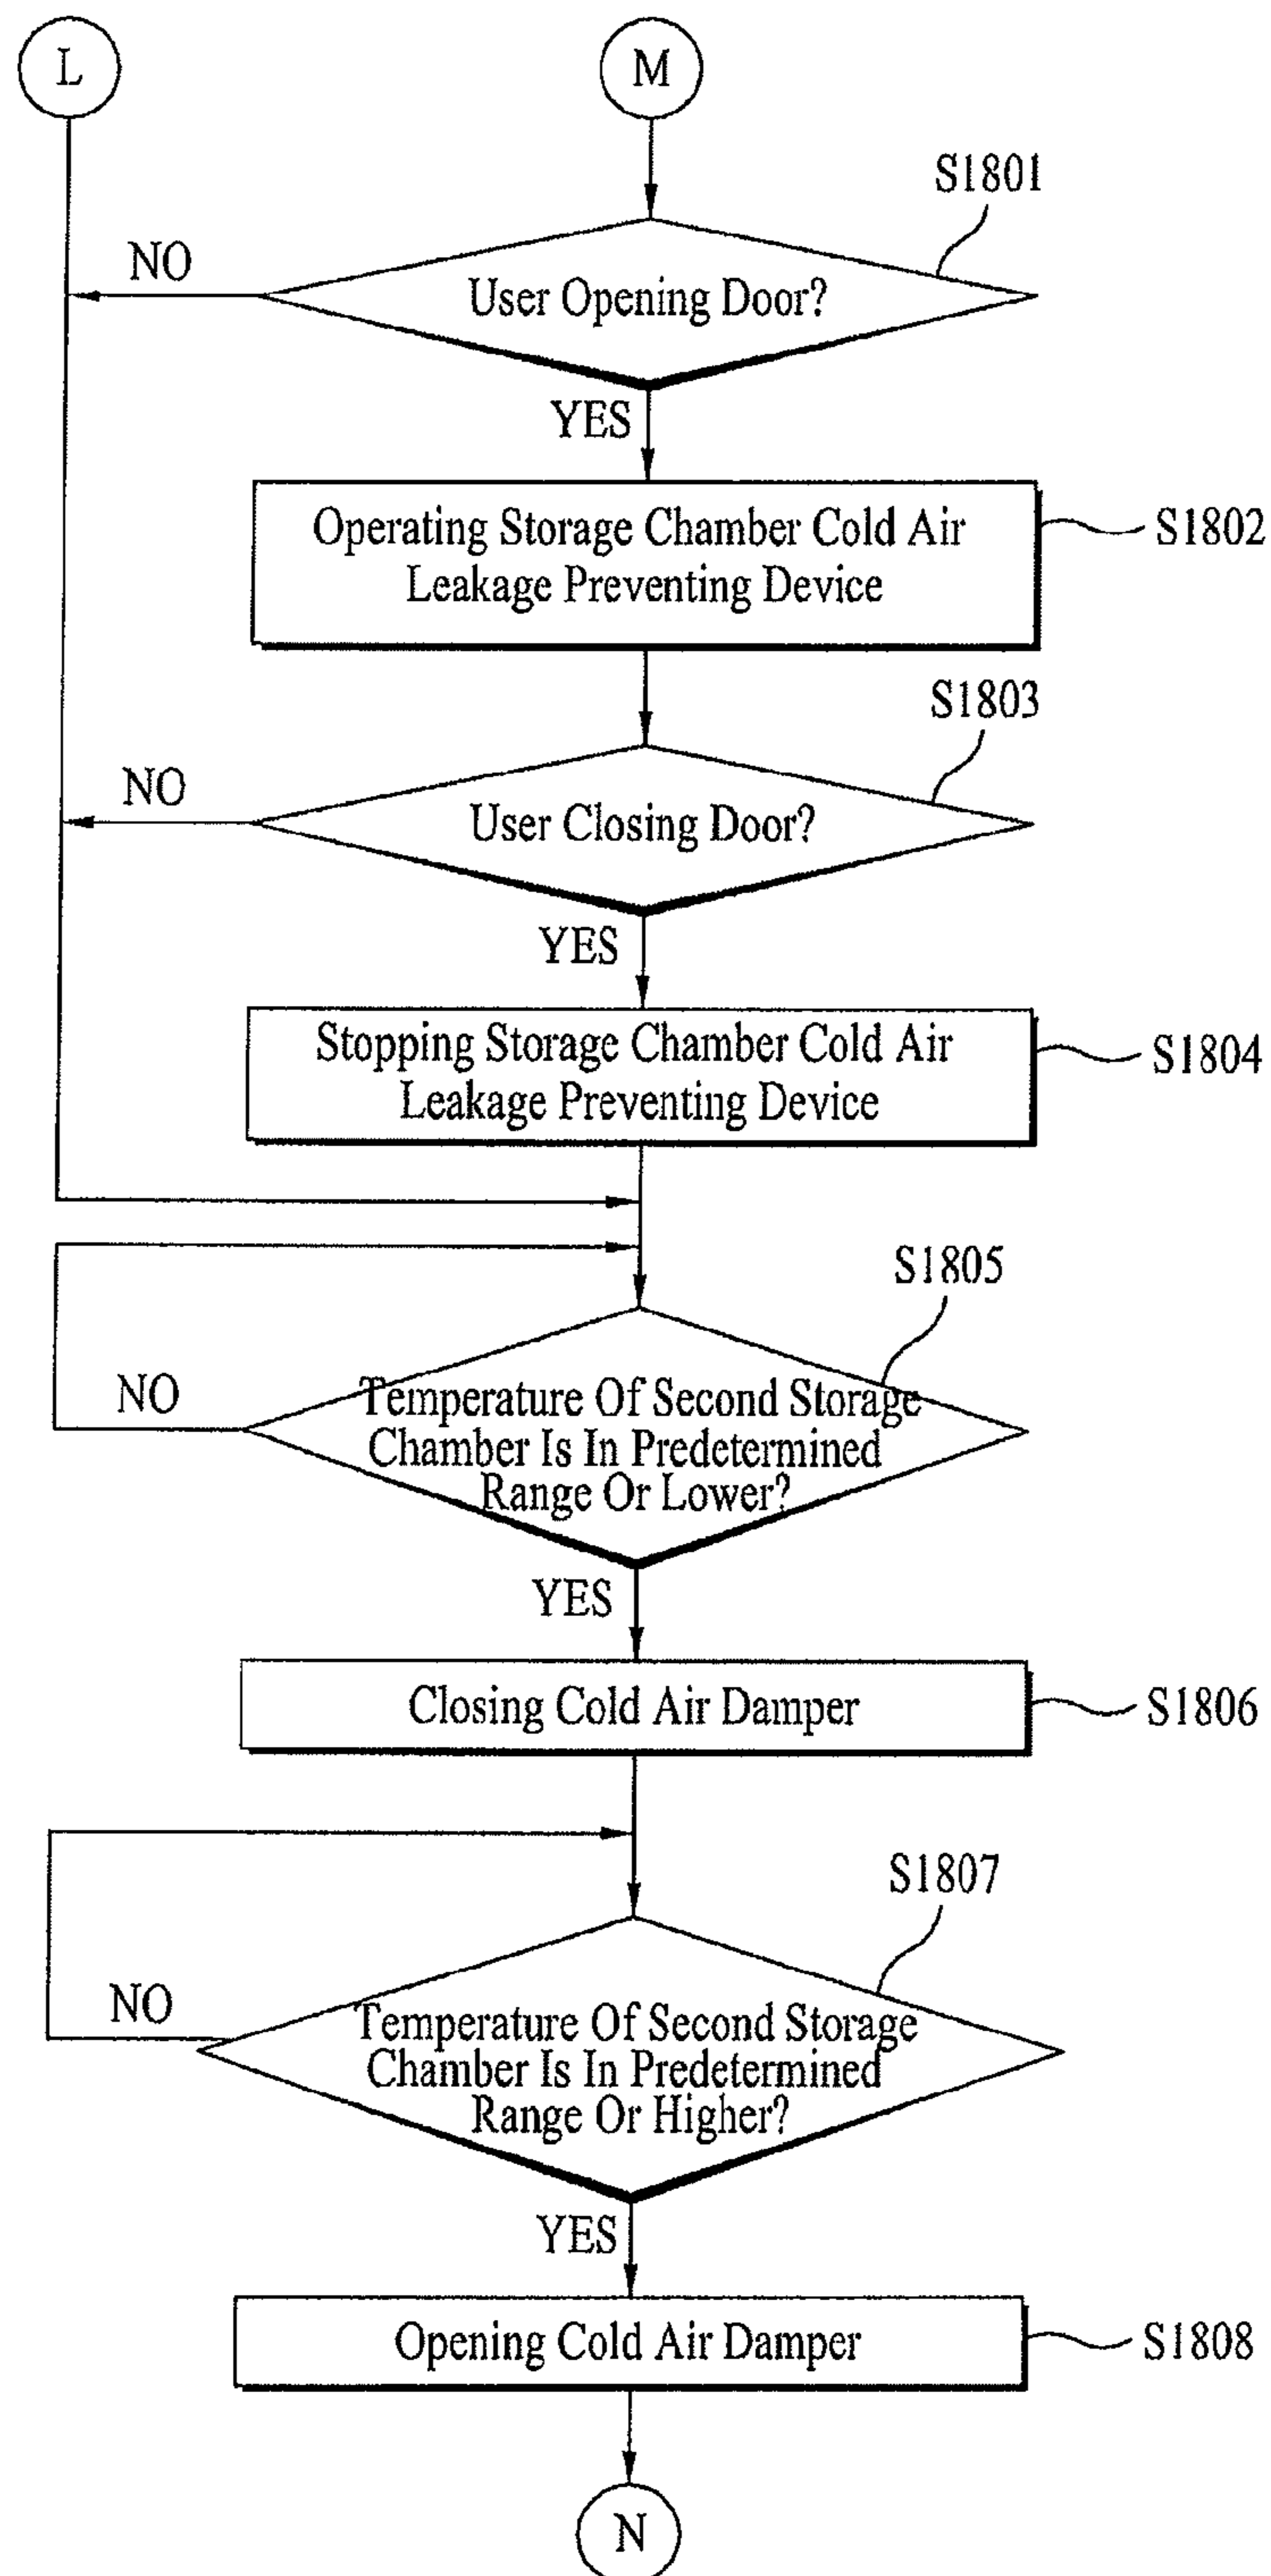 L
M
S1801
NO
User Opening Door?
YES
Operating Storage Chamber Cold Air
Leakage Preventing Device
S1802
S1803
NO
User Closing Door?
YES
Stopping Storage Chamber Cold Air
Leakage Preventing Device
S1804
S1805
NO
Temperature Of Second Storage
Chamber Is In Predetermined
Range Or Lower?
YES
Closing Cold Air Damper
S1806
S1807
NO
Temperature Of Second Storage
Chamber Is In Predetermined
Range Or Higher?
YES
Opening Cold Air Damper
S1808
N